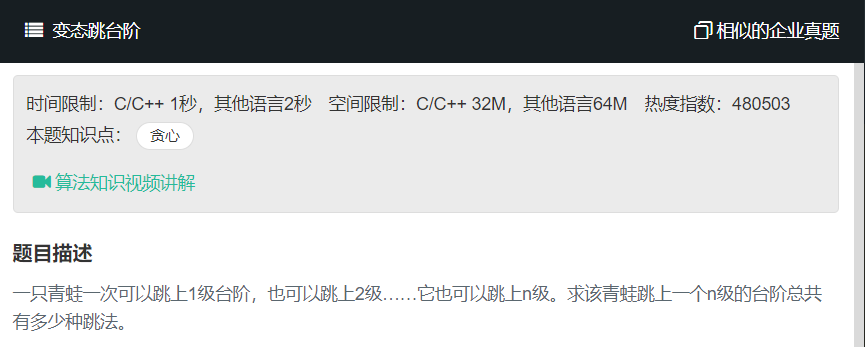 变态跳台阶
相似的企业真题
时间限制：C/C++ 1秒，其他语言2秒 空间限制：C/C++ 32M，其他语言64M 热度指数：480503
本题知识点： 贪心
算法知识视频讲解
题目描述
一只青蛙一次可以跳上1级台阶，也可以跳上2级……它也可以跳上n级。求该青蛙跳上一个n级的台阶总共
有多少种跳法。